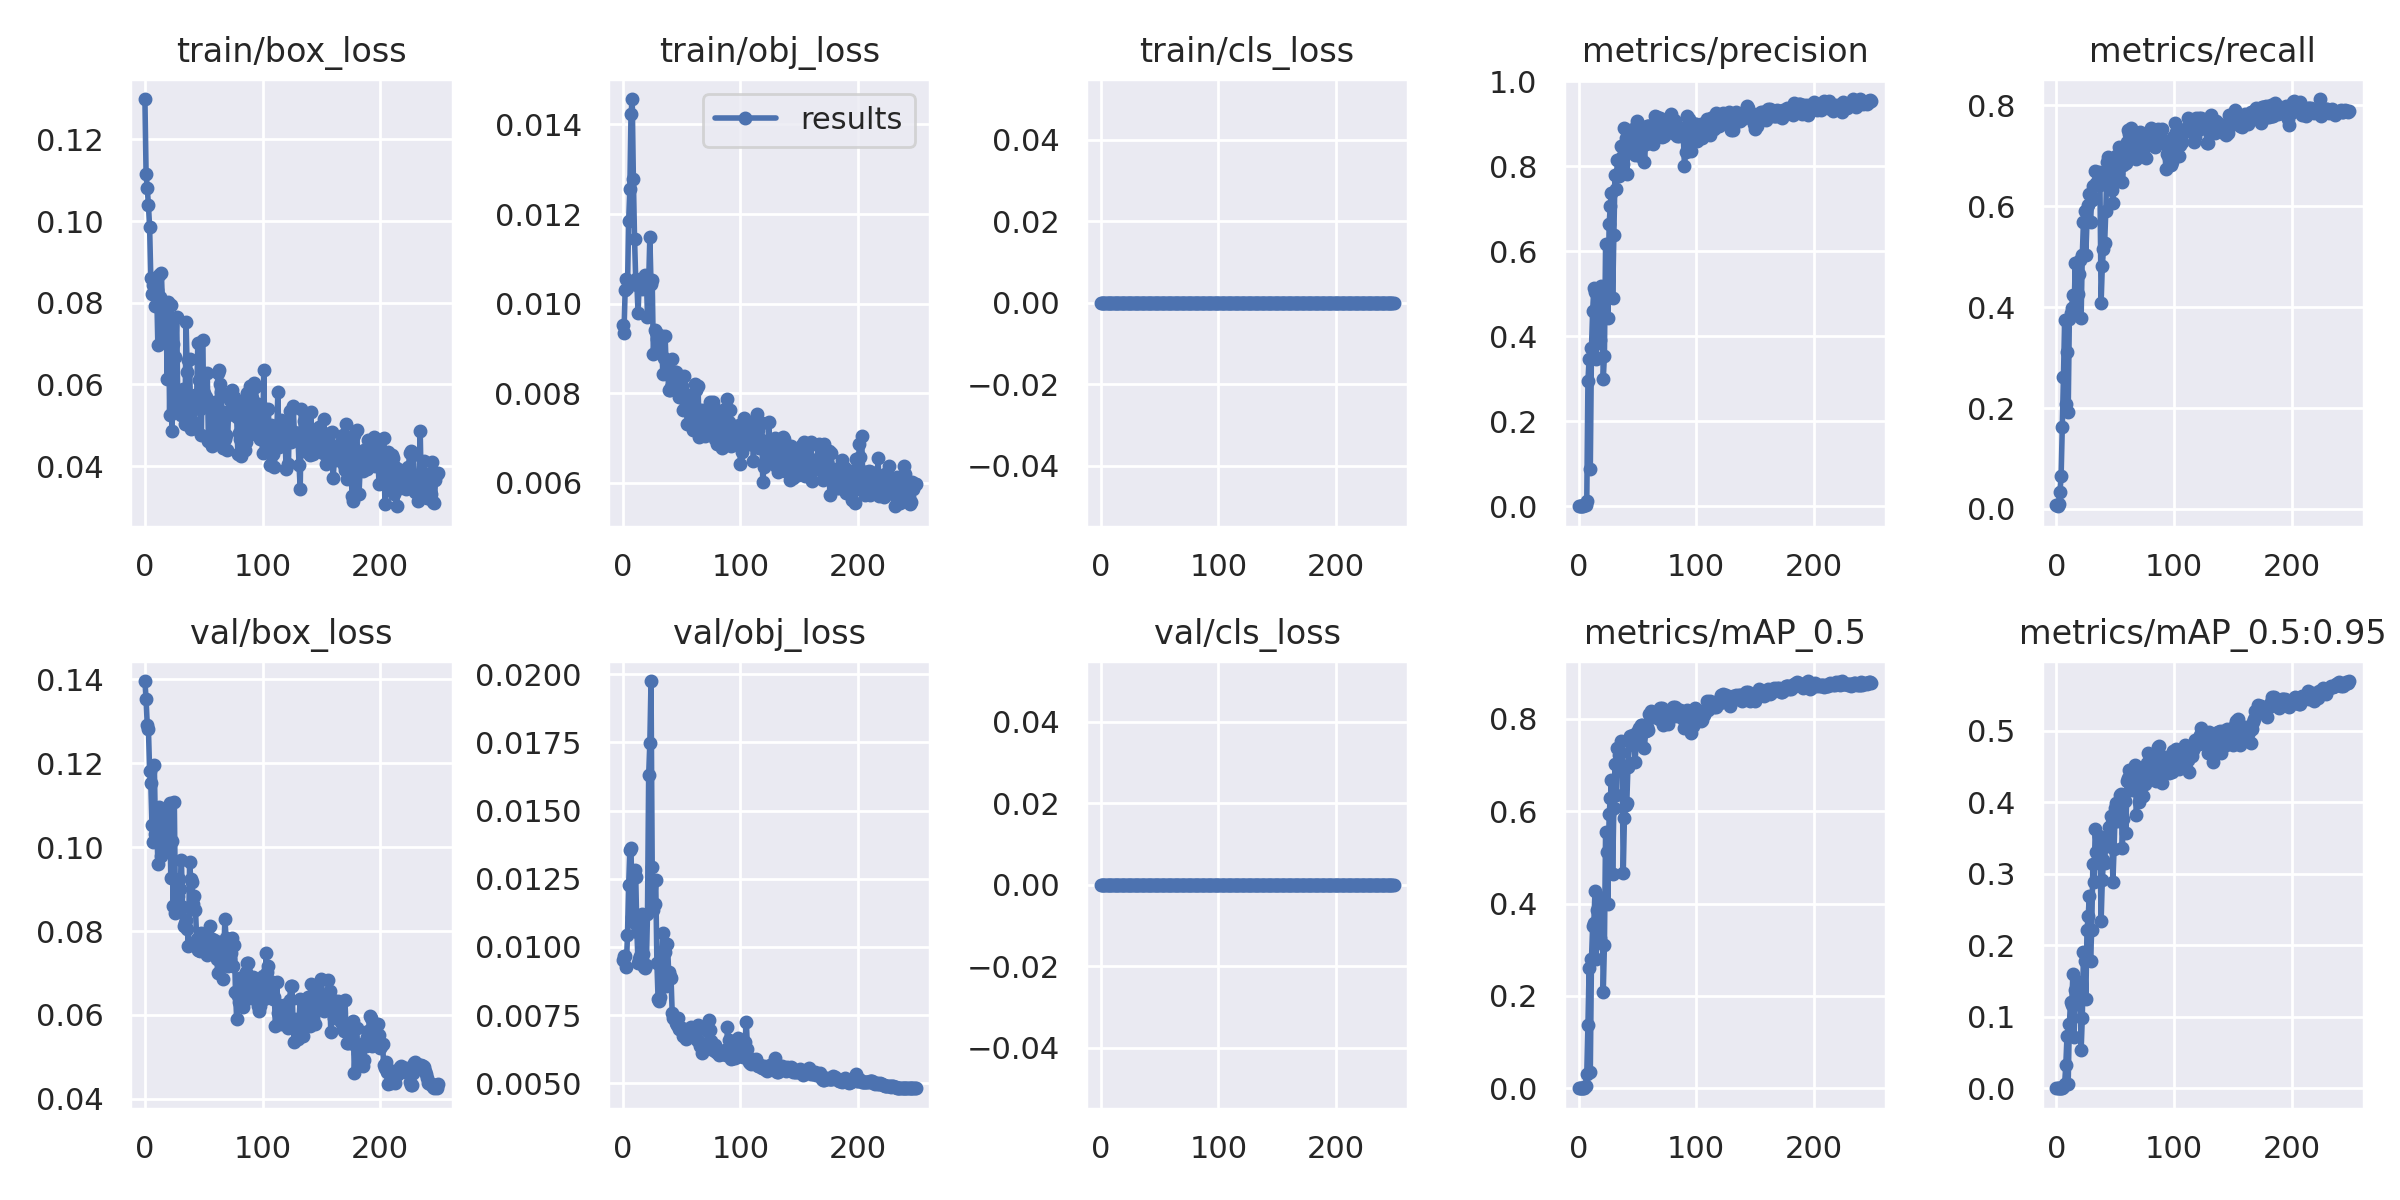 train/box_loss
0.12
0.10
0.08
0.06
0.04
0 100 200
train/obj_loss
results
0.014
0.012
0.010
0.008
0.006
0 100 200
train/cls_loss
0.04
0.02
0.00
−0.02
−0.04
0 100 200
metrics/precision
1.0
0.8
0.6
0.4
0.2
0.0
0 100 200
metrics/recall
0.8
0.6
0.4
0.2
0.0
0 100 200
val/box_loss
0.14
0.12
0.10
0.08
0.06
0.04
0 100 200
val/obj_loss
0.0200
0.0175
0.0150
0.0125
0.0100
0.0075
0.0050
0 100 200
val/cls_loss
0.04
0.02
0.00
−0.02
−0.04
0 100 200
metrics/mAP_0.5
0.8
0.6
0.4
0.2
0.0
0 100 200
metrics/mAP_0.5:0.95
0.5
0.4
0.3
0.2
0.1
0.0
0 100 200